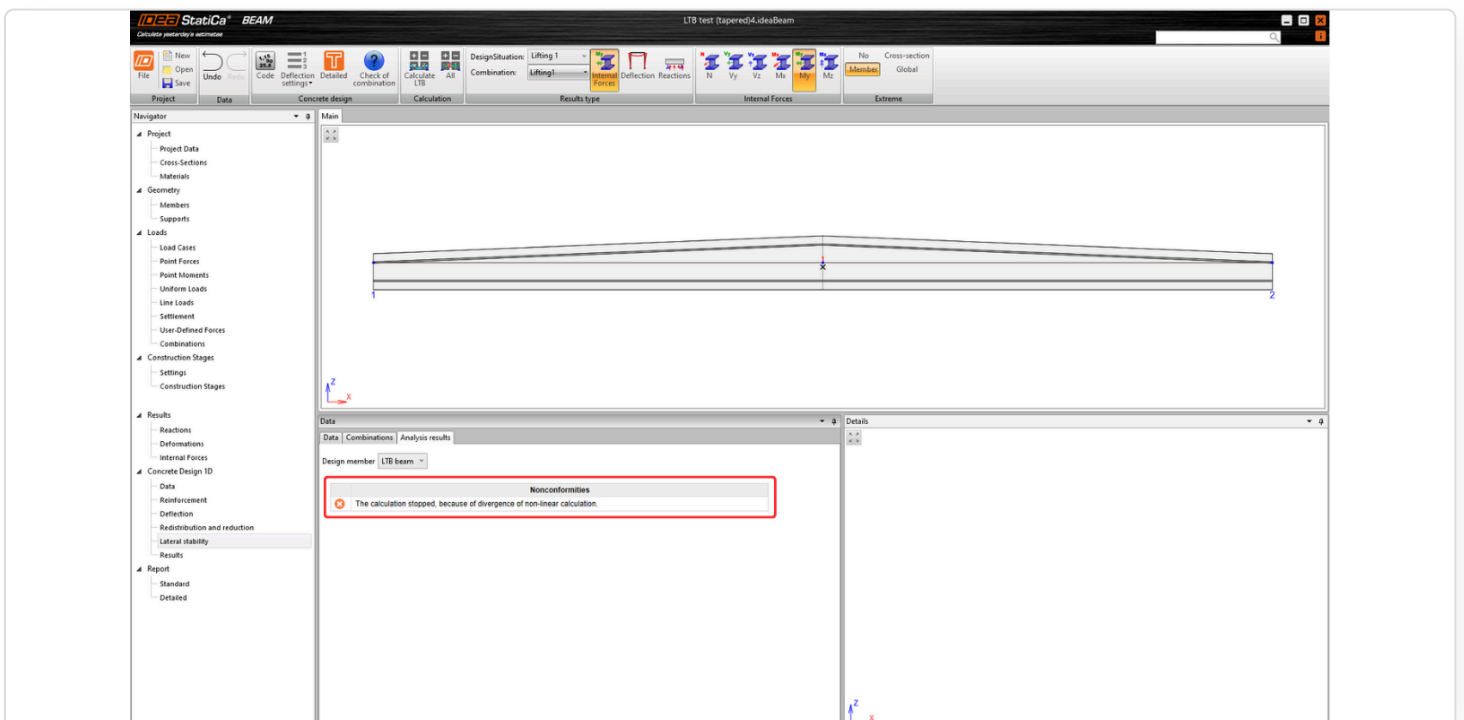 IDEA StatiCa® BEAM
Calculate yesterday's estimates
LTB test (tapered)4.ideaBeam
File
New
Open
Save
Undo Redo
Code
Deflection settings
Detailed
Check of combination
Calculate LTB
All
DesignSituation: Lifting 1
Combination: Lifting1
Internal Forces
Deflection
Reactions
N Vy Vz Mx My Mz
No Cross-section
Member Global
Project Data Concrete design Calculation Results type Internal Forces Extreme
Navigator
Project
Project Data
Cross-Sections
Materials
Geometry
Members
Supports
Loads
Load Cases
Point Forces
Point Moments
Uniform Loads
Line Loads
Settlement
User-Defined Forces
Combinations
Construction Stages
Settings
Construction Stages
Results
Reactions
Deformations
Internal Forces
Concrete Design 1D
Data
Reinforcement
Deflection
Redistribution and reduction
Lateral stability
Results
Report
Standard
Detailed
Main
1
1 2
Z
X
Data
Data Combinations Analysis results
Design member LTB beam
Nonconformities
The calculation stopped, because of divergence of non-linear calculation.
Details
Z
X